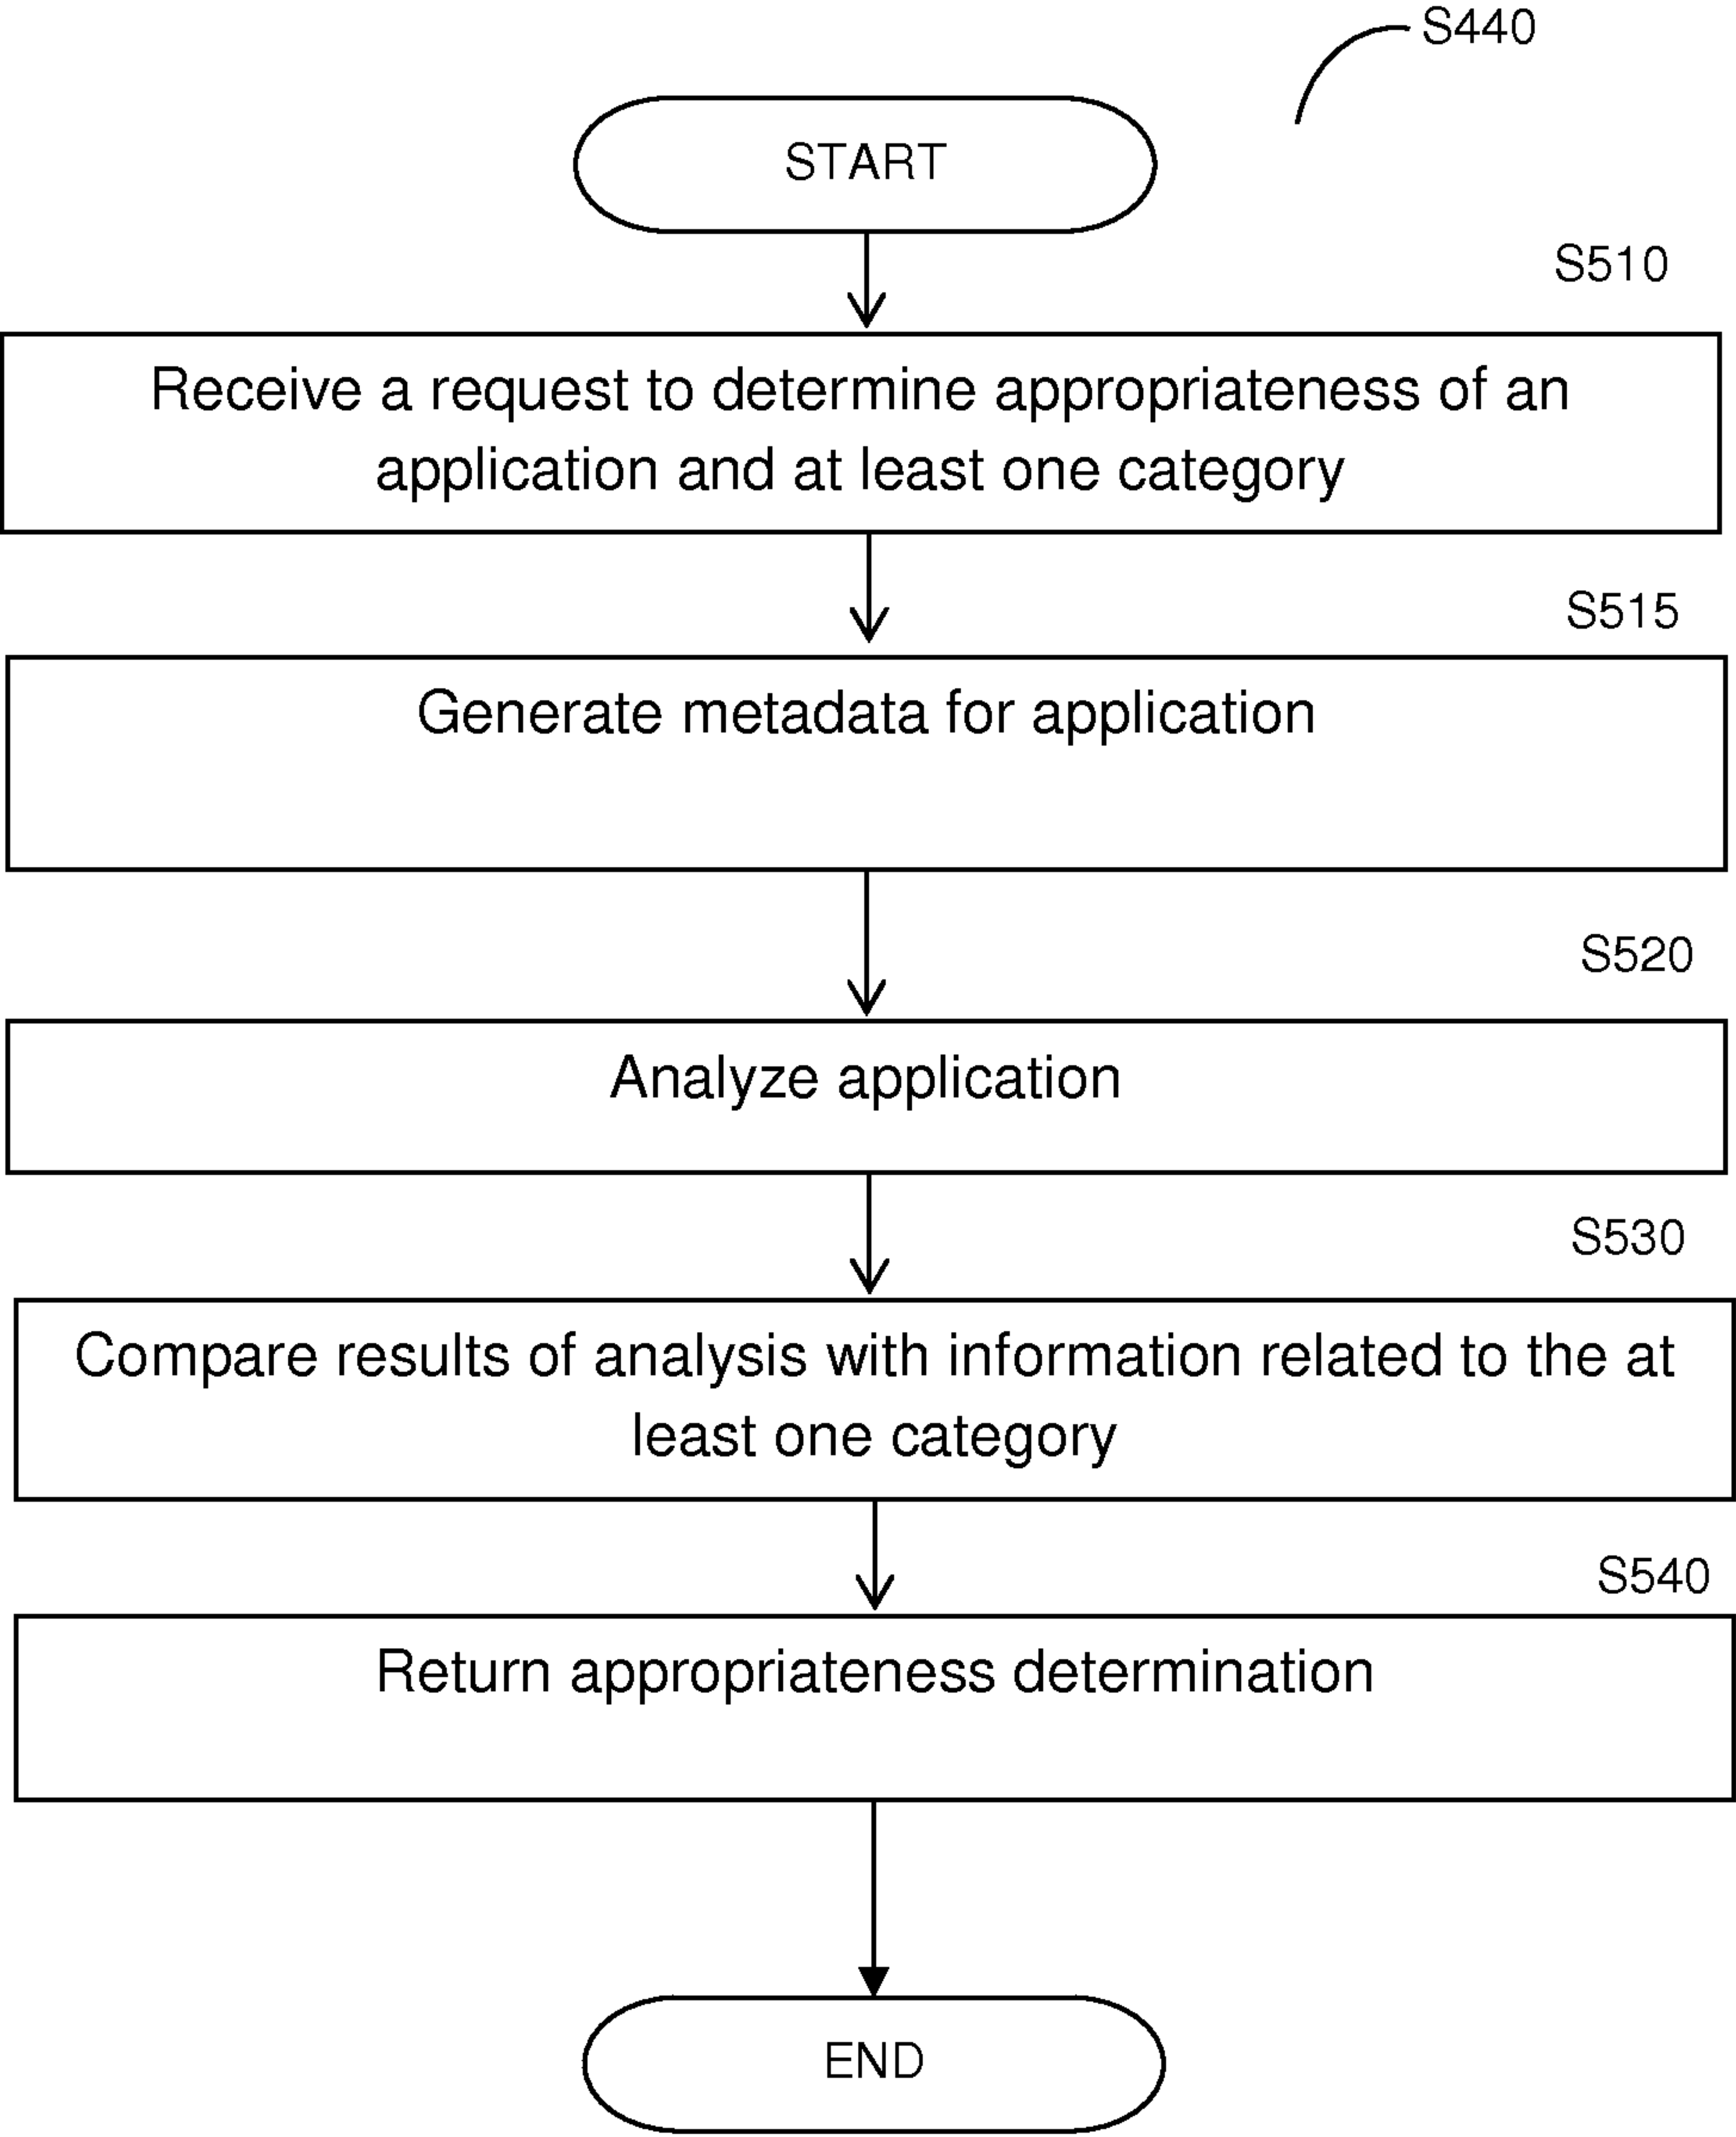 S440
START
S510
Receive a request to determine appropriateness of an
application and at least one category
S515
Generate metadata for application
S520
Analyze application
S530
Compare results of analysis with information related to the at
least one category
S540
Return appropriateness determination
END